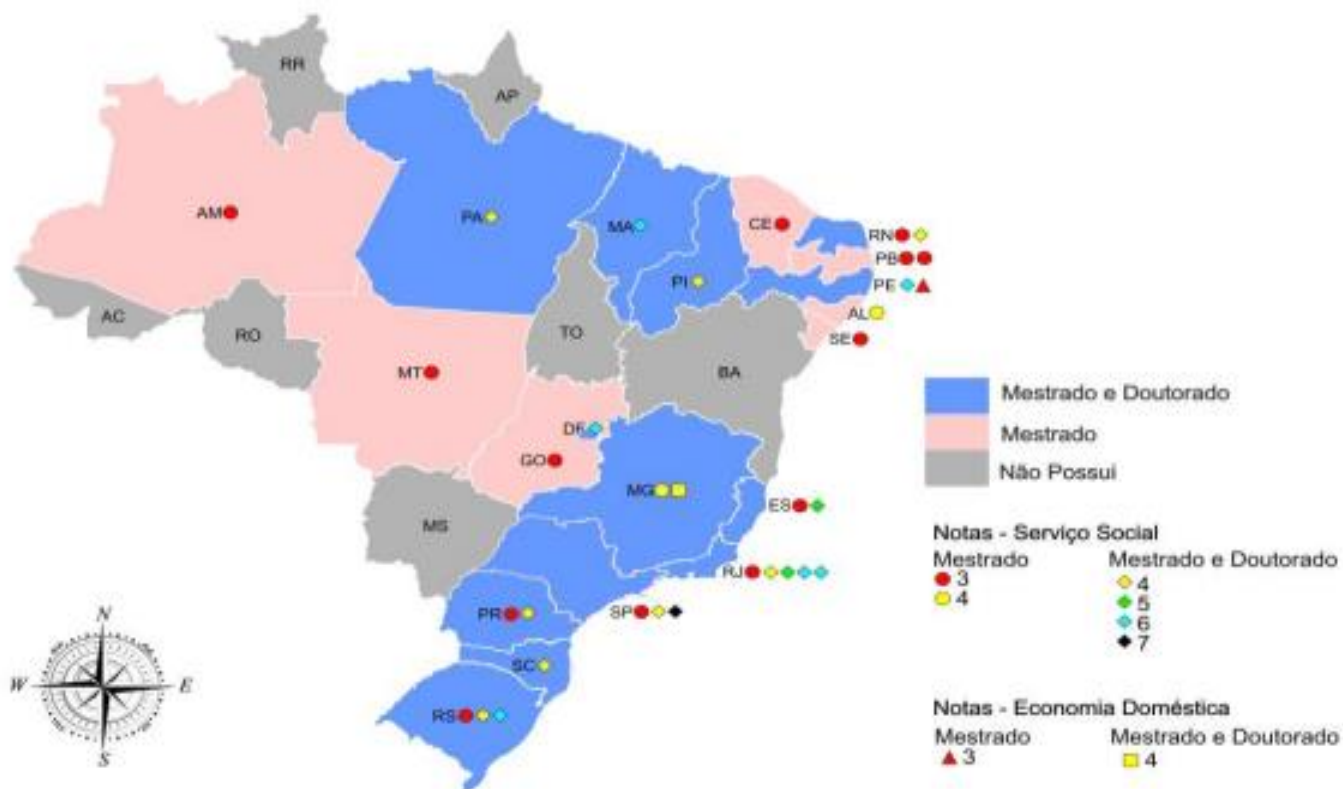 RR
AP
AM
PA
MA
CE
RN
PB
PE
PI
AL
SE
AC
RO
TO
BA
MT
DF
GO
MG
ES
MS
RJ
SP
PR
SC
RS
Mestrado e Doutorado
Mestrado
Não Possui
Notas - Serviço Social
Mestrado Mestrado e Doutorado
3 4
4 5
6
7
Notas - Economia Doméstica
Mestrado Mestrado e Doutorado
3 4
N
W E
S